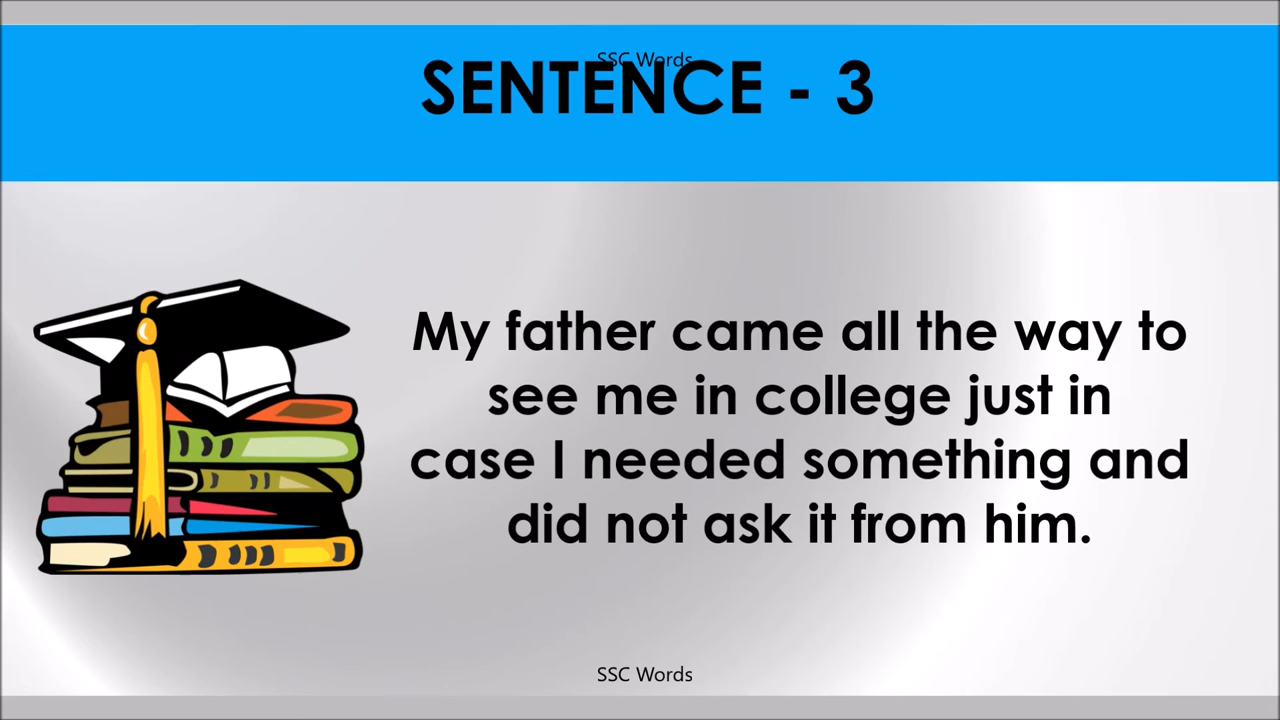 SSC Words
SENTENCE - 3
My father came all the way to
see me in college just in
case I needed something and
did not ask it from him.
SSC Words